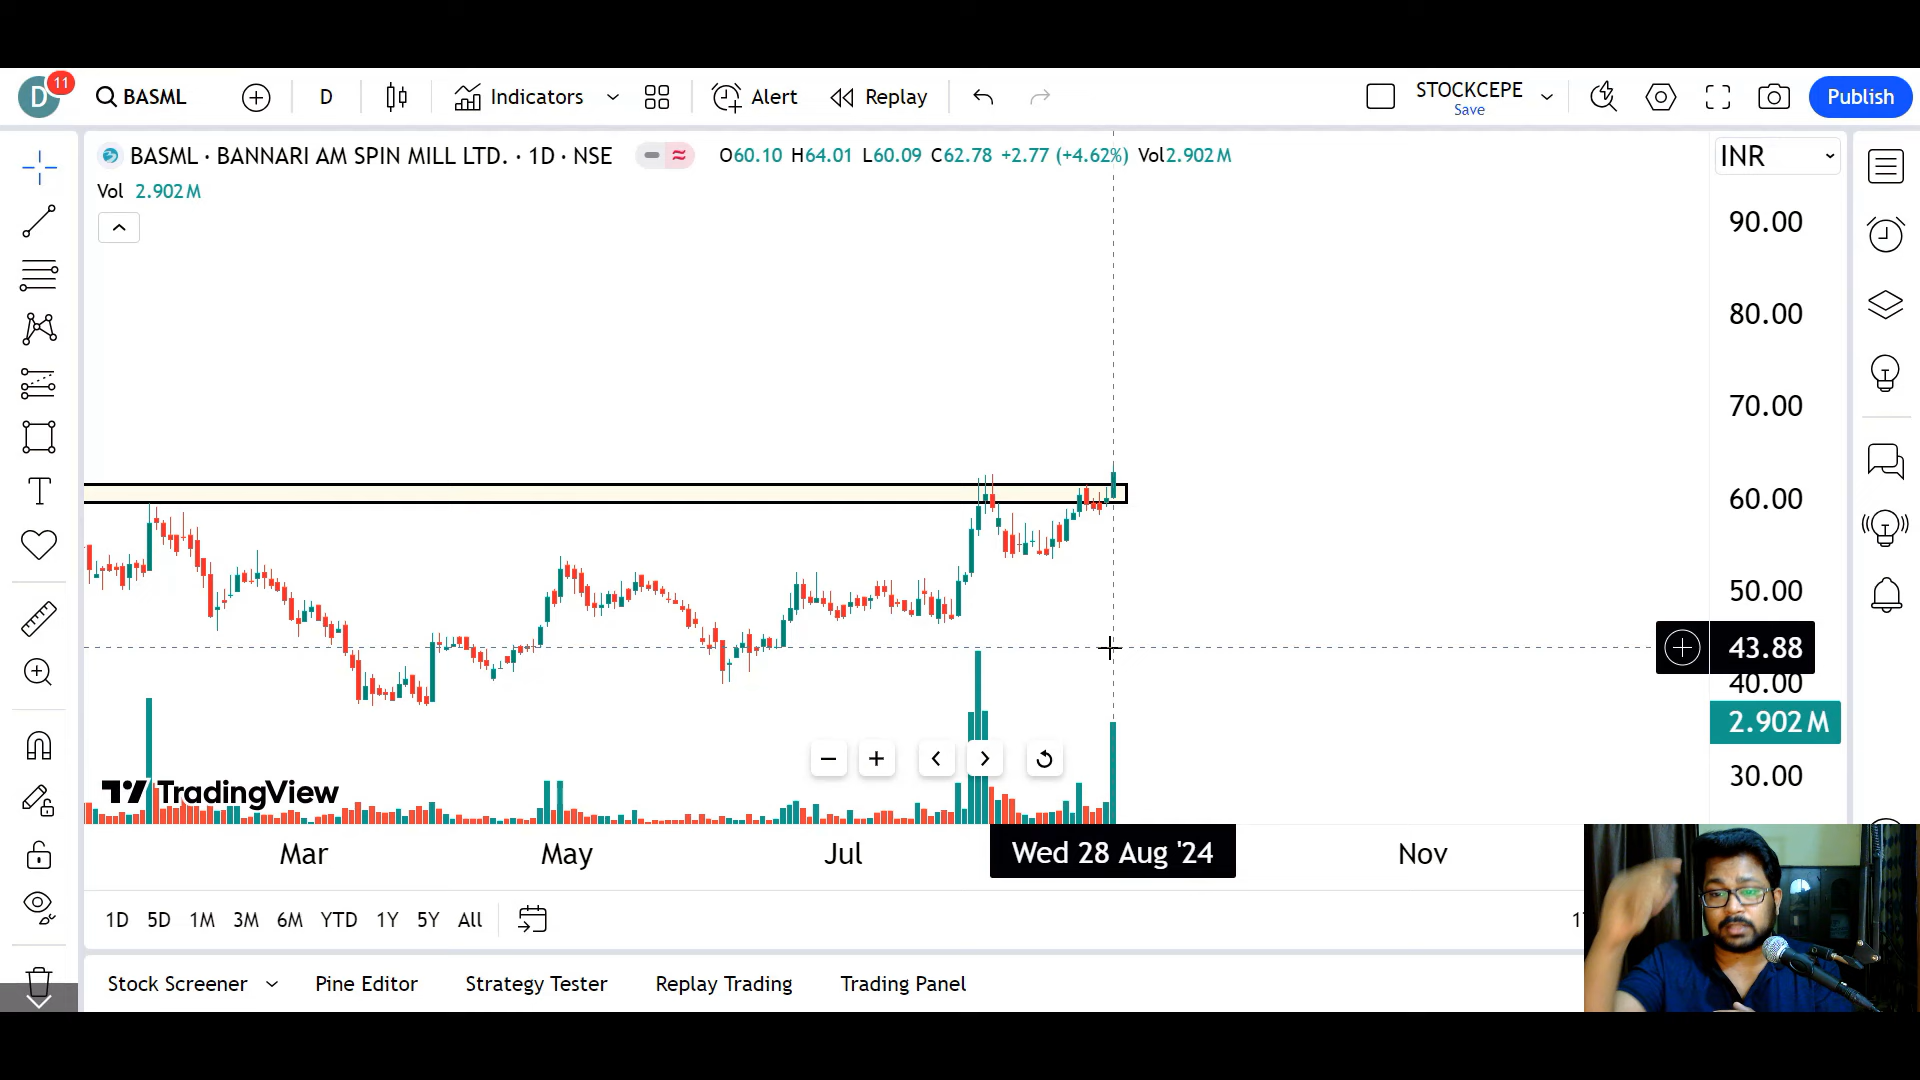 D
11
BASML
D
Indicators
Alert
Replay
STOCKCEPE
Save
Publish
BASML · BANNARI AM SPIN MILL LTD. · 1D · NSE
O60.10 H64.01 L60.09 C62.78 +2.77 (+4.62%) Vol2.902M
INR
Vol 2.902M
90.00
80.00
70.00
60.00
50.00
43.88
40.00
2.902M
30.00
TradingView
Mar
May
Jul
Wed 28 Aug '24
Nov
1D 5D 1M 3M 6M YTD 1Y 5Y All
Stock Screener
Pine Editor
Strategy Tester
Replay Trading
Trading Panel